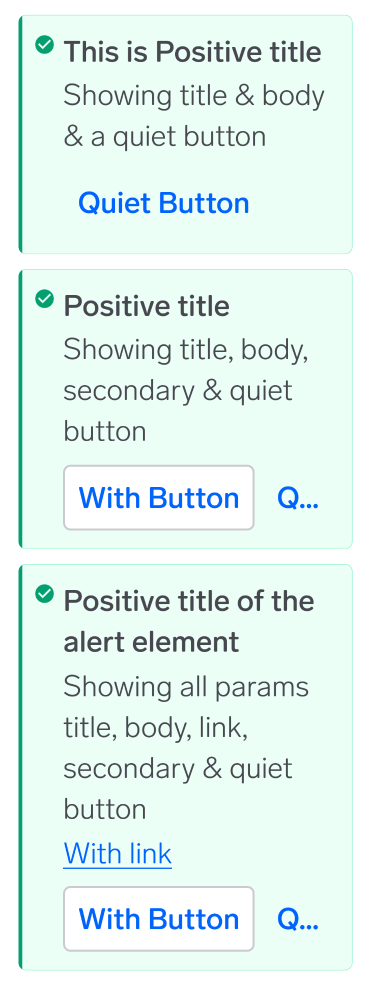 This is Positive title
Showing title & body
& a quiet button
Quiet Button
Positive title
Showing title, body,
secondary & quiet
button
With Button Q...
Positive title of the
alert element
Showing all params
title, body, link,
secondary & quiet
button
With link
With Button Q...